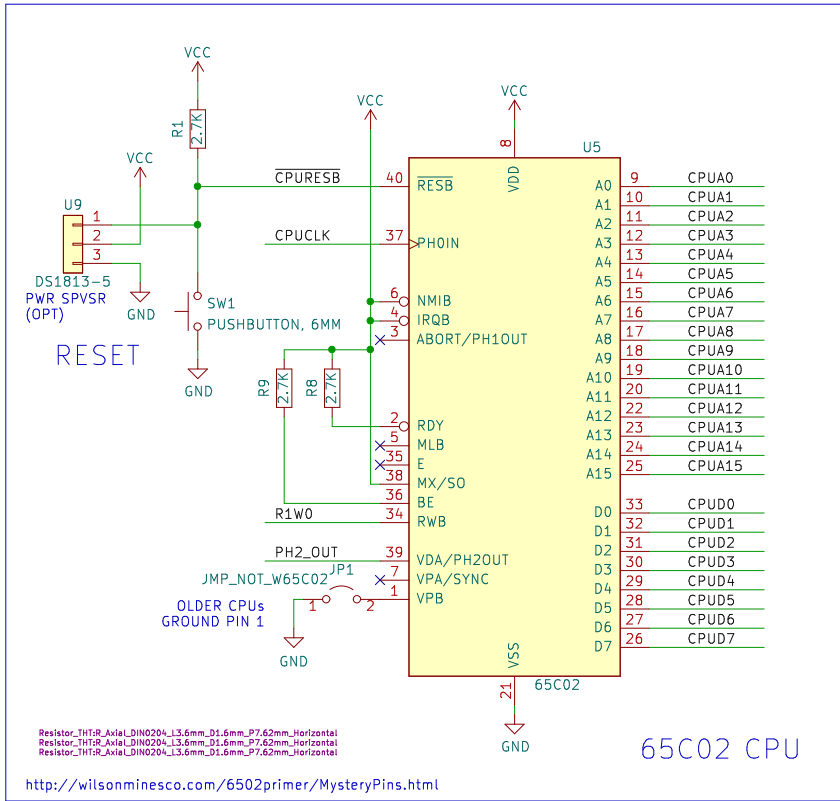 VCC
R1
2.7K
VCC
U9
1
2
3
DS1813-5
PWR SPVSR
(OPT)
GND
RESET
SW1
PUSHBUTTON, 6MM
GND
VCC
VCC
U5
CPURESB
40
RESB
CPUCLK
37
PH0IN
6
NMIB
4
IRQB
3
ABORT/PH1OUT
R9
2.7K
R8
2.7K
2
RDY
5
MLB
35
E
38
MX/SO
36
BE
R1W0
34
RWB
PH2_OUT
39
VDA/PH2OUT
JP1
JMP_NOT_W65C02
7
VPA/SYNC
1
2
1
VPB
OLDER CPUs
GROUND PIN 1
GND
8
VDD
A0 9 CPUA0
A1 10 CPUA1
A2 11 CPUA2
A3 12 CPUA3
A4 13 CPUA4
A5 14 CPUA5
A6 15 CPUA6
A7 16 CPUA7
A8 17 CPUA8
A9 18 CPUA9
A10 19 CPUA10
A11 20 CPUA11
A12 22 CPUA12
A13 23 CPUA13
A14 24 CPUA14
A15 25 CPUA15
D0 33 CPUD0
D1 32 CPUD1
D2 31 CPUD2
D3 30 CPUD3
D4 29 CPUD4
D5 28 CPUD5
D6 27 CPUD6
D7 26 CPUD7
VSS
21
65C02
GND
Resistor_THT:R_Axial_DIN0204_L3.6mm_D1.6mm_P7.62mm_Horizontal
Resistor_THT:R_Axial_DIN0204_L3.6mm_D1.6mm_P7.62mm_Horizontal
Resistor_THT:R_Axial_DIN0204_L3.6mm_D1.6mm_P7.62mm_Horizontal
65C02 CPU
http://wilsonminesco.com/6502primer/MysteryPins.html